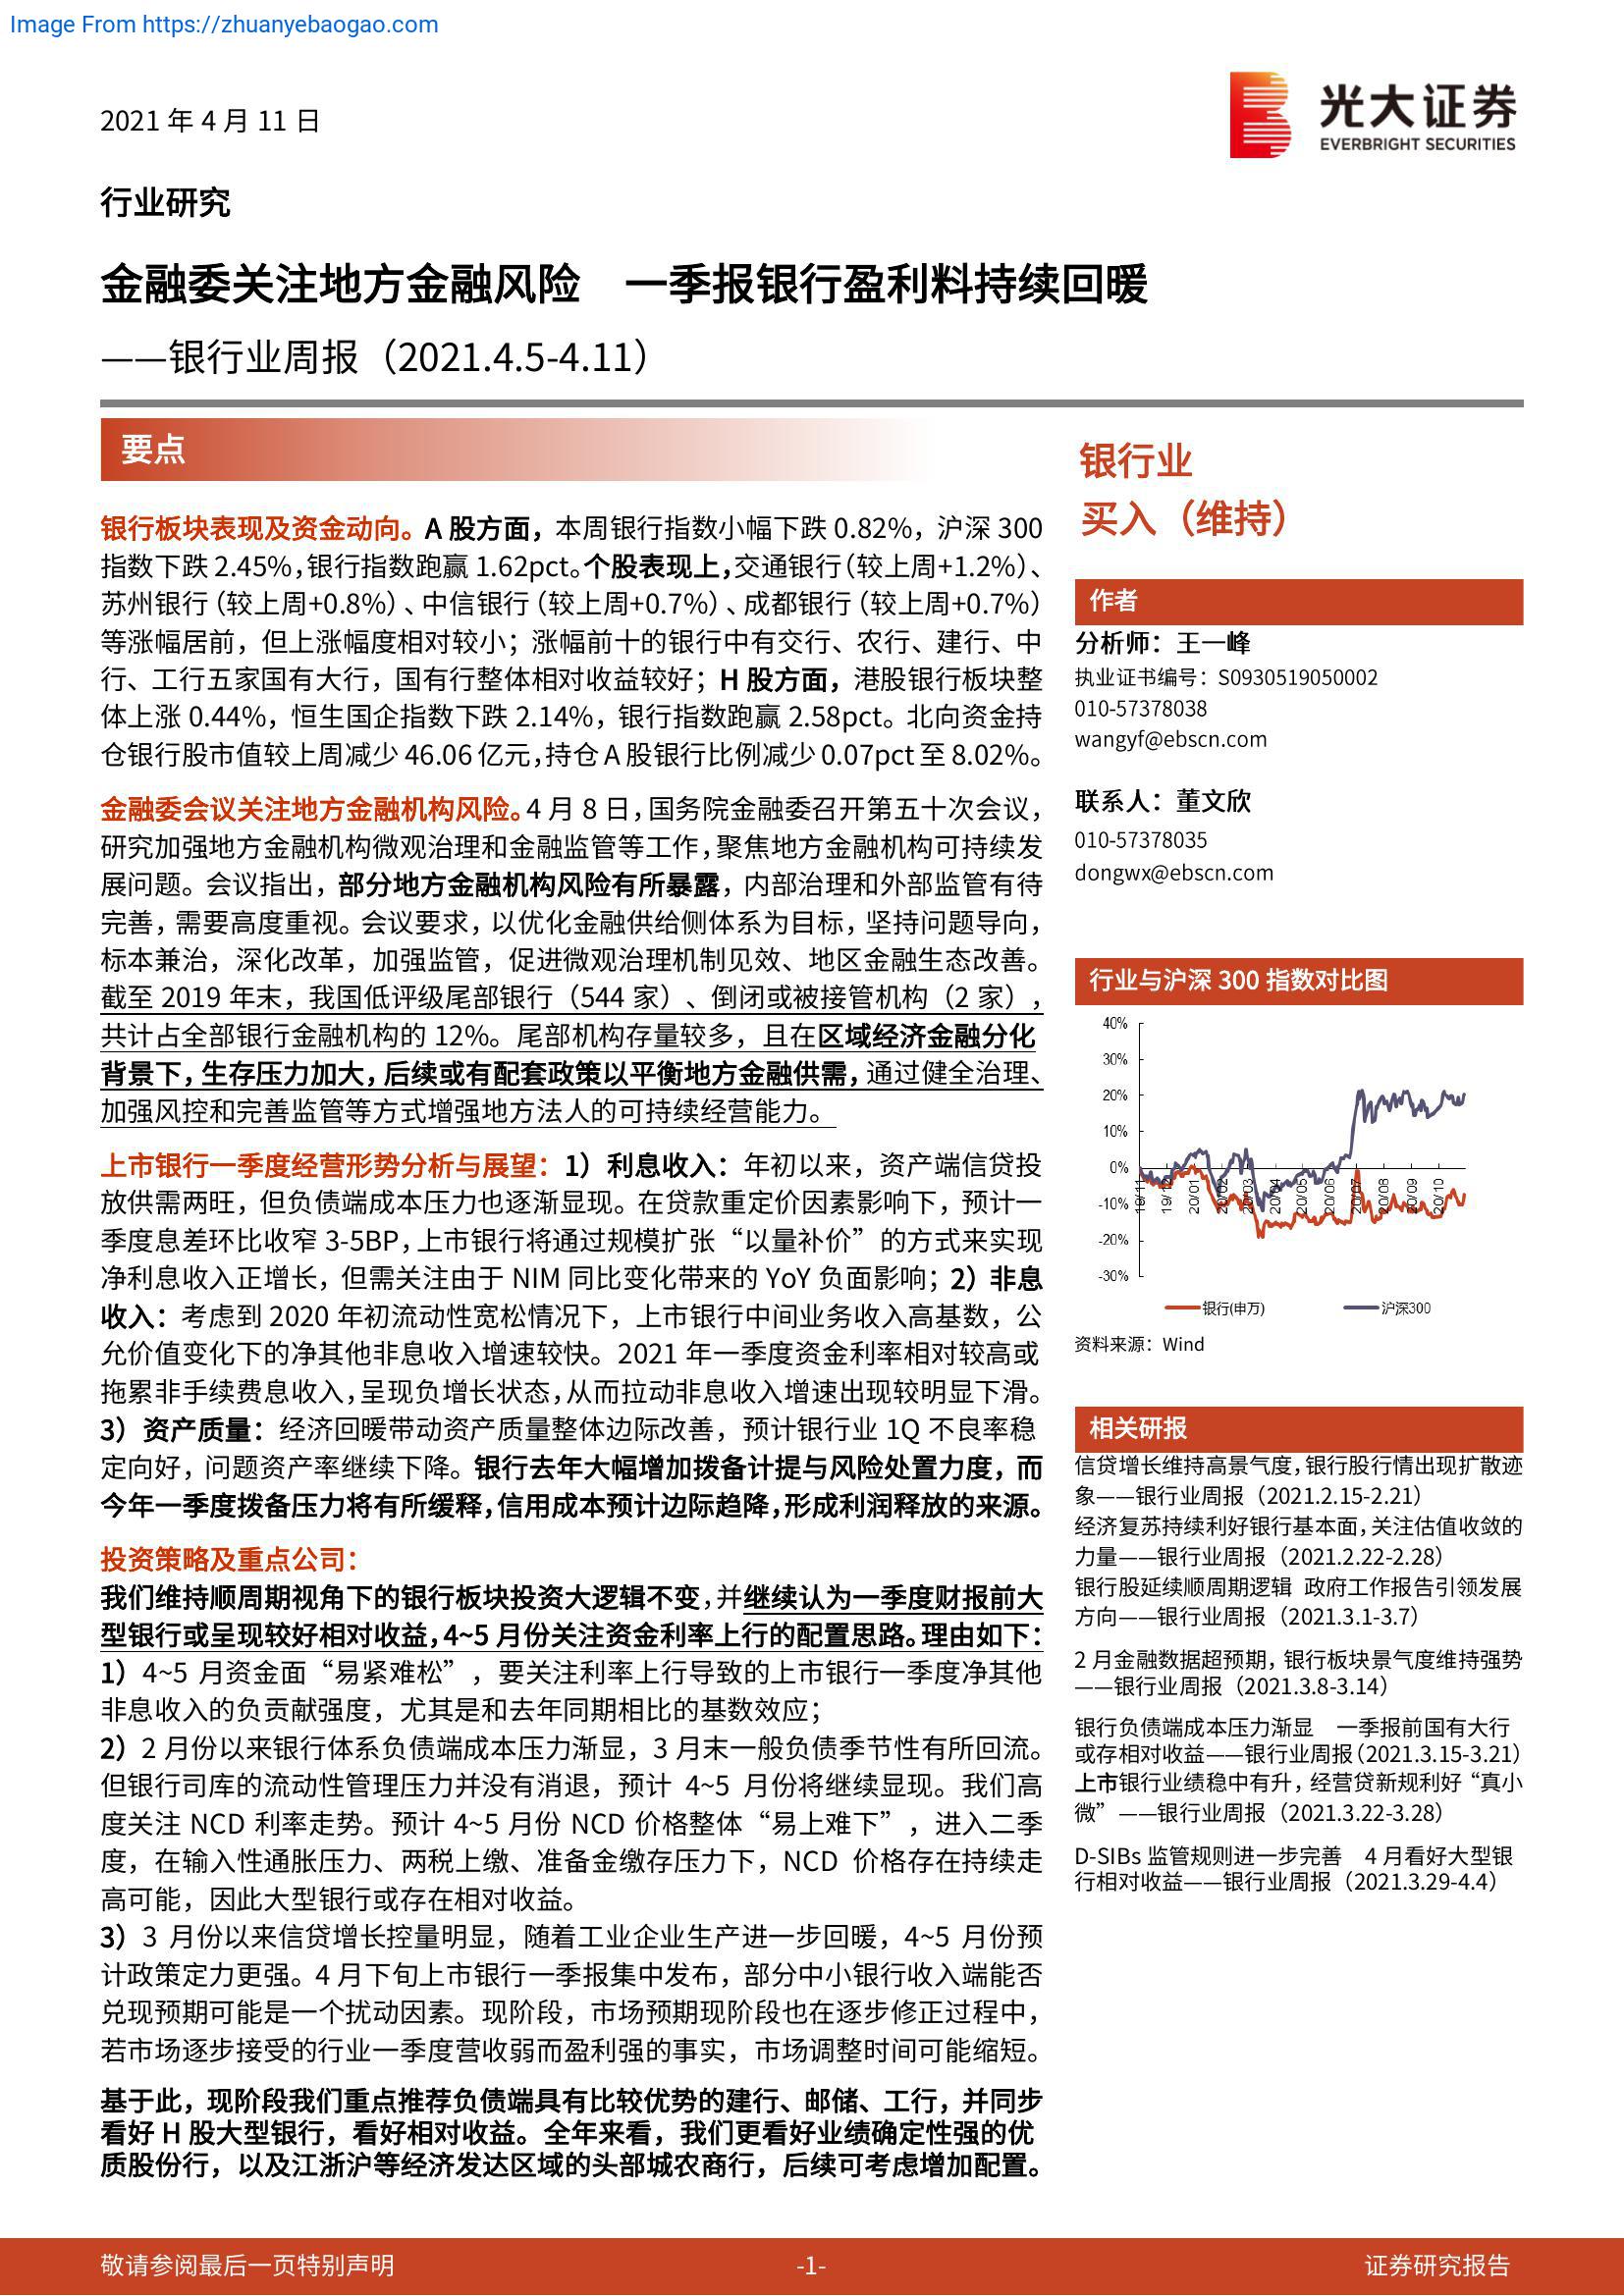 Image From https://zhuanyebaogao.com
2021 年 4 月 11 日
光大证券
EVERBRIGHT SECURITIES
行业研究
金融委关注地方金融风险　一季报银行盈利料持续回暖
——银行业周报（2021.4.5-4.11）
要点
银行板块表现及资金动向。A 股方面，本周银行指数小幅下跌 0.82%，沪深 300
指数下跌 2.45%，银行指数跑赢 1.62pct。个股表现上，交通银行（较上周+1.2%）、
苏州银行（较上周+0.8%）、中信银行（较上周+0.7%）、成都银行（较上周+0.7%）
等涨幅居前，但上涨幅度相对较小；涨幅前十的银行中有交行、农行、建行、中
行、工行五家国有大行，国有行整体相对收益较好；H 股方面，港股银行板块整
体上涨 0.44%，恒生国企指数下跌 2.14%，银行指数跑赢 2.58pct。北向资金持
仓银行股市值较上周减少 46.06 亿元，持仓 A 股银行比例减少 0.07pct 至 8.02%。
金融委会议关注地方金融机构风险。4 月 8 日，国务院金融委召开第五十次会议，
研究加强地方金融机构微观治理和金融监管等工作，聚焦地方金融机构可持续发
展问题。会议指出，部分地方金融机构风险有所暴露，内部治理和外部监管有待
完善，需要高度重视。会议要求，以优化金融供给侧体系为目标，坚持问题导向，
标本兼治，深化改革，加强监管，促进微观治理机制见效、地区金融生态改善。
截至 2019 年末，我国低评级尾部银行（544 家）、倒闭或被接管机构（2 家），
共计占全部银行金融机构的 12%。尾部机构存量较多，且在区域经济金融分化
背景下，生存压力加大，后续或有配套政策以平衡地方金融供需，通过健全治理、
加强风控和完善监管等方式增强地方法人的可持续经营能力。
上市银行一季度经营形势分析与展望：1）利息收入：年初以来，资产端信贷投
放供需两旺，但负债端成本压力也逐渐显现。在贷款重定价因素影响下，预计一
季度息差环比收窄 3-5BP，上市银行将通过规模扩张“以量补价”的方式来实现
净利息收入正增长，但需关注由于 NIM 同比变化带来的 YoY 负面影响；2）非息
收入：考虑到 2020 年初流动性宽松情况下，上市银行中间业务收入高基数，公
允价值变化下的净其他非息收入增速较快。2021 年一季度资金利率相对较高或
拖累非手续费息收入，呈现负增长状态，从而拉动非息收入增速出现较明显下滑。
3）资产质量：经济回暖带动资产质量整体边际改善，预计银行业 1Q 不良率稳
定向好，问题资产率继续下降。银行去年大幅增加拨备计提与风险处置力度，而
今年一季度拨备压力将有所缓释，信用成本预计边际趋降，形成利润释放的来源。
投资策略及重点公司：
我们维持顺周期视角下的银行板块投资大逻辑不变，并继续认为一季度财报前大
型银行或呈现较好相对收益，4~5 月份关注资金利率上行的配置思路。理由如下：
1）4~5 月资金面“易紧难松”，要关注利率上行导致的上市银行一季度净其他
非息收入的负贡献强度，尤其是和去年同期相比的基数效应；
2）2 月份以来银行体系负债端成本压力渐显，3 月末一般负债季节性有所回流。
但银行司库的流动性管理压力并没有消退，预计 4~5 月份将继续显现。我们高
度关注 NCD 利率走势。预计 4~5 月份 NCD 价格整体“易上难下”，进入二季
度，在输入性通胀压力、两税上缴、准备金缴存压力下，NCD 价格存在持续走
高可能，因此大型银行或存在相对收益。
3）3 月份以来信贷增长控量明显，随着工业企业生产进一步回暖，4~5 月份预
计政策定力更强。4 月下旬上市银行一季报集中发布，部分中小银行收入端能否
兑现预期可能是一个扰动因素。现阶段，市场预期现阶段也在逐步修正过程中，
若市场逐步接受的行业一季度营收弱而盈利强的事实，市场调整时间可能缩短。
基于此，现阶段我们重点推荐负债端具有比较优势的建行、邮储、工行，并同步
看好 H 股大型银行，看好相对收益。全年来看，我们更看好业绩确定性强的优
质股份行，以及江浙沪等经济发达区域的头部城农商行，后续可考虑增加配置。
银行业
买入（维持）
作者
分析师：王一峰
执业证书编号：S0930519050002
010-57378038
wangyf@ebscn.com
联系人：董文欣
010-57378035
dongwx@ebscn.com
行业与沪深 300 指数对比图
40%
30%
20%
10%
0%
-10%
-20%
-30%
19/11 19/12 20/01 20/02 20/03 20/04 20/05 20/06 20/07 20/08 20/09 20/10
银行(申万) 沪深300
资料来源：Wind
相关研报
信贷增长维持高景气度，银行股行情出现扩散迹
象——银行业周报（2021.2.15-2.21）
经济复苏持续利好银行基本面，关注估值收敛的
力量——银行业周报（2021.2.22-2.28）
银行股延续顺周期逻辑 政府工作报告引领发展
方向——银行业周报（2021.3.1-3.7）
2 月金融数据超预期，银行板块景气度维持强势
——银行业周报（2021.3.8-3.14）
银行负债端成本压力渐显　一季报前国有大行
或存相对收益——银行业周报（2021.3.15-3.21）
上市银行业绩稳中有升，经营贷新规利好“真小
微”——银行业周报（2021.3.22-3.28）
D-SIBs 监管规则进一步完善　4 月看好大型银
行相对收益——银行业周报（2021.3.29-4.4）
敬请参阅最后一页特别声明
-1-
证券研究报告